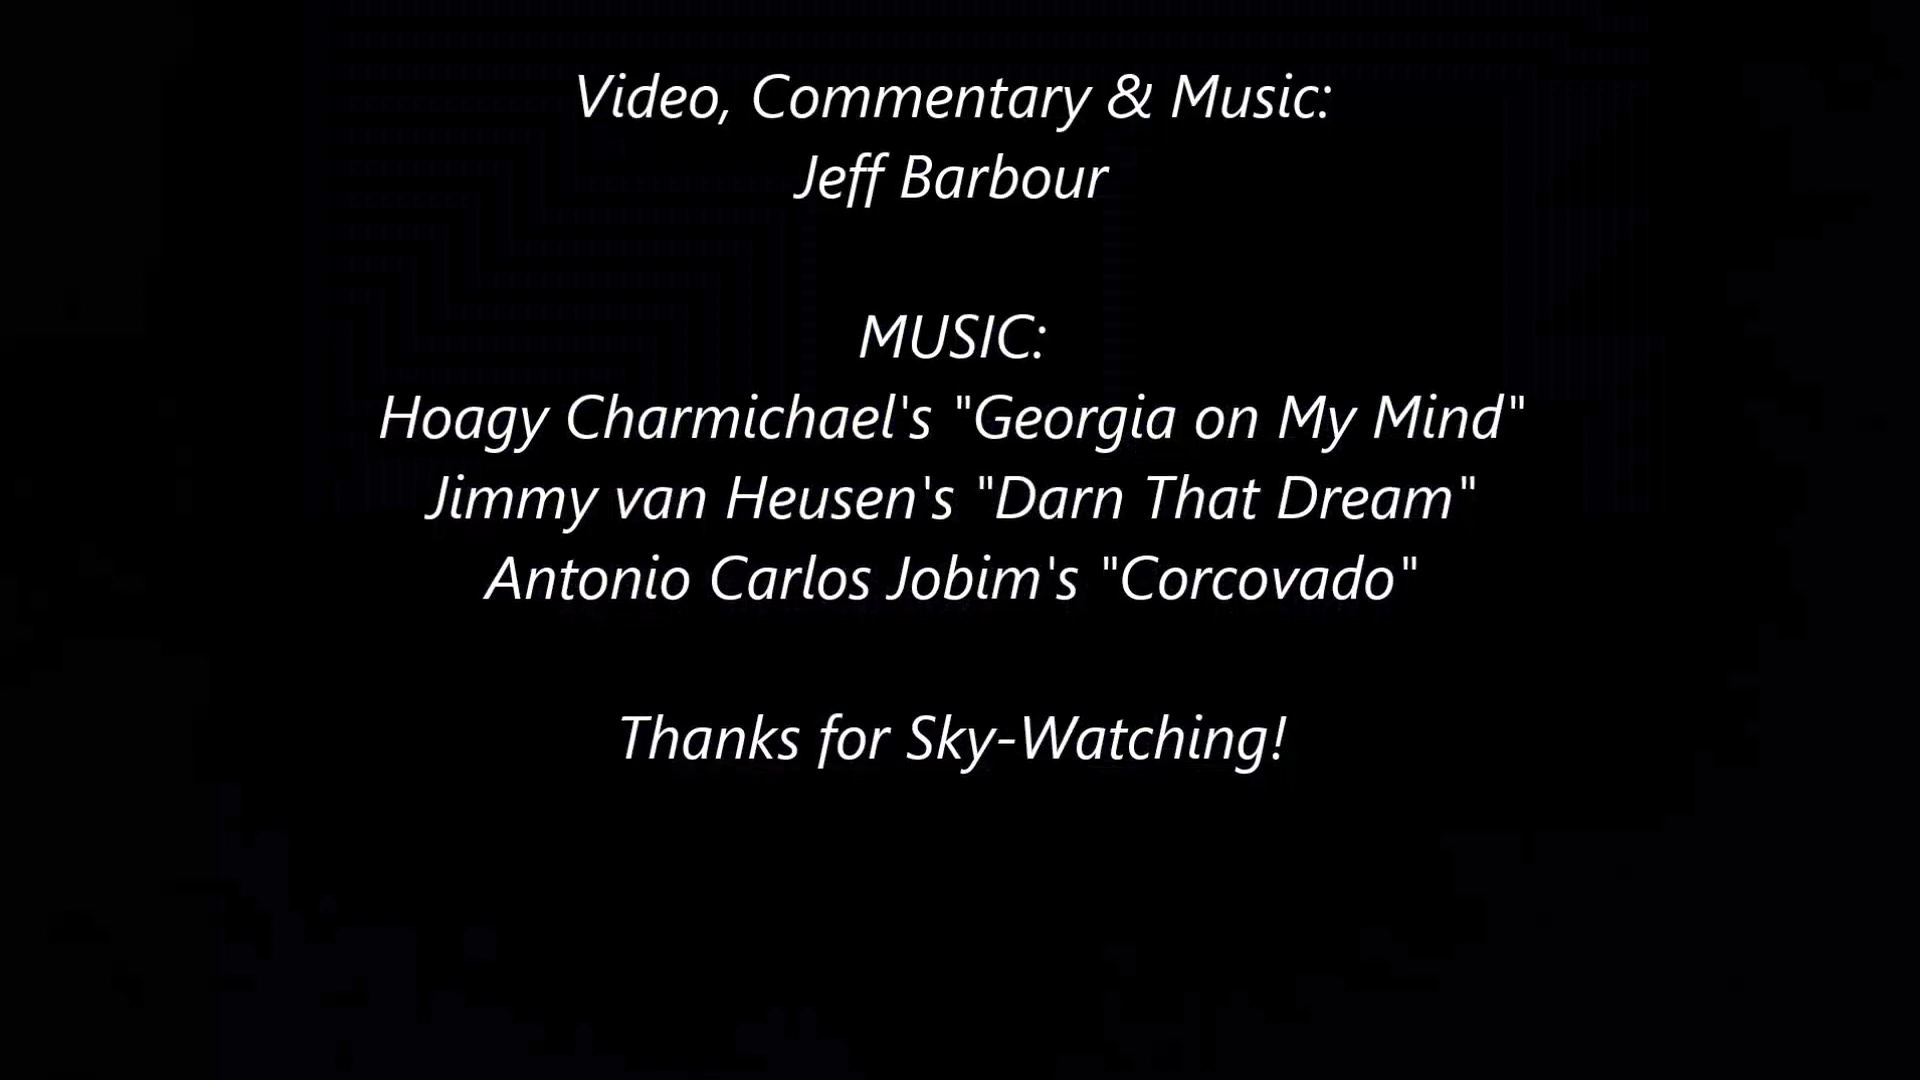 Video, Commentary & Music:
Jeff Barbour
MUSIC:
Hoagy Charmichael's "Georgia on My Mind"
Jimmy van Heusen's "Darn That Dream"
Antonio Carlos Jobim's "Corcovado"
Thanks for Sky-Watching!